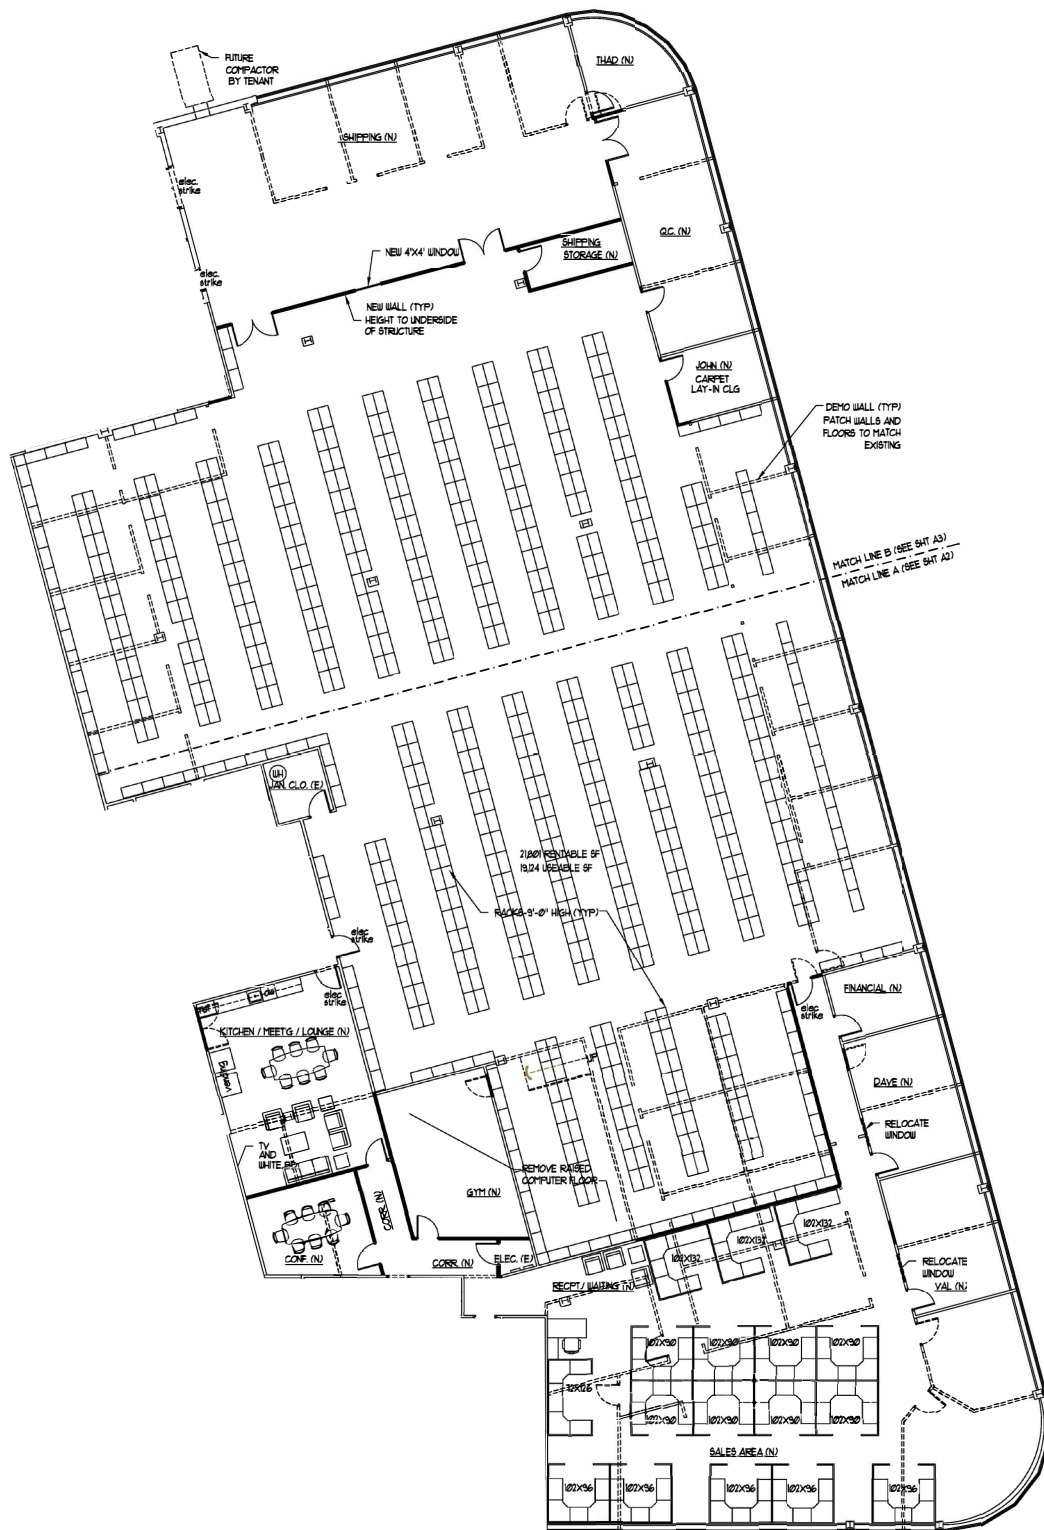 FUTURE
COMPACTOR
BY TENANT
THAD (N)
SHIPPING (N)
elec.
strike
Q.C. (N)
SHIPPING
STORAGE (N)
NEW 4'X4' WINDOW
elec.
strike
NEW WALL (TYP)
HEIGHT TO UNDERSIDE
OF STRUCTURE
JOHN (N)
CARPET
LAY-IN CLG
DEMO WALL (TYP)
PATCH WALLS AND
FLOORS TO MATCH
EXISTING
MATCH LINE B (SEE SHT A3)
MATCH LINE A (SEE SHT A2)
WH
JAN. CLO. (E)
21,801 RENTABLE SF
19,124 USEABLE SF
RACKS-9'-0" HIGH (TYP)
elec
strike
elec
strike
elec
strike
FINANCIAL (N)
ref
dw
KITCHEN / MEET'G / LOUNGE (N)
DAVE (N)
RELOCATE
WINDOW
TV
AND
WHITE
REMOVE RAISED
COMPUTER FLOOR
GYM (N)
CORR. (N)
CONF. (N)
CORR. (N)
ELEC. (E)
RECPT/ WAITING (N)
102X132
102X132
102X132
RELOCATE
WINDOW
VAL (N)
102X90
102X90
102X90
102X90
72X126
102X90
102X90
102X90
102X90
SALES AREA (N)
102X96
102X96
102X96
102X96
102X96